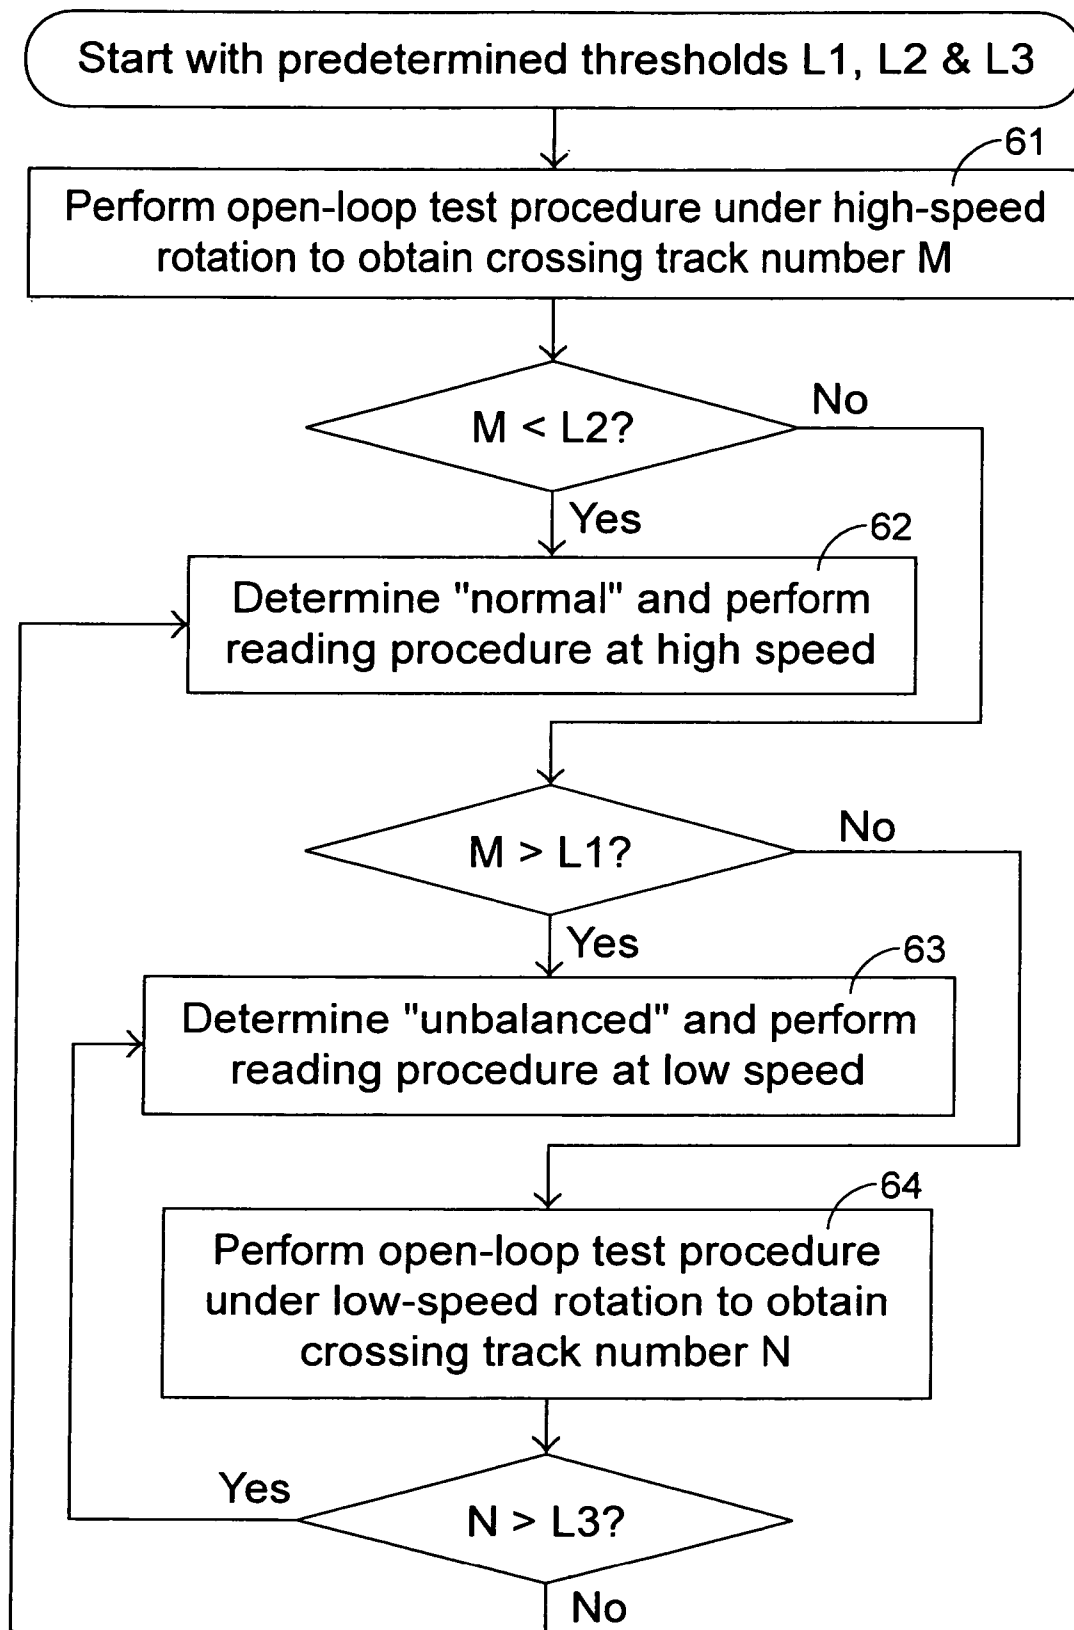 Start with predetermined thresholds L1, L2 & L3
61
Perform open-loop test procedure under high-speed
rotation to obtain crossing track number M
M < L2?
No
Yes
62
Determine "normal" and perform
reading procedure at high speed
M > L1?
No
Yes
63
Determine "unbalanced" and perform
reading procedure at low speed
64
Perform open-loop test procedure
under low-speed rotation to obtain
crossing track number N
Yes
N > L3?
No